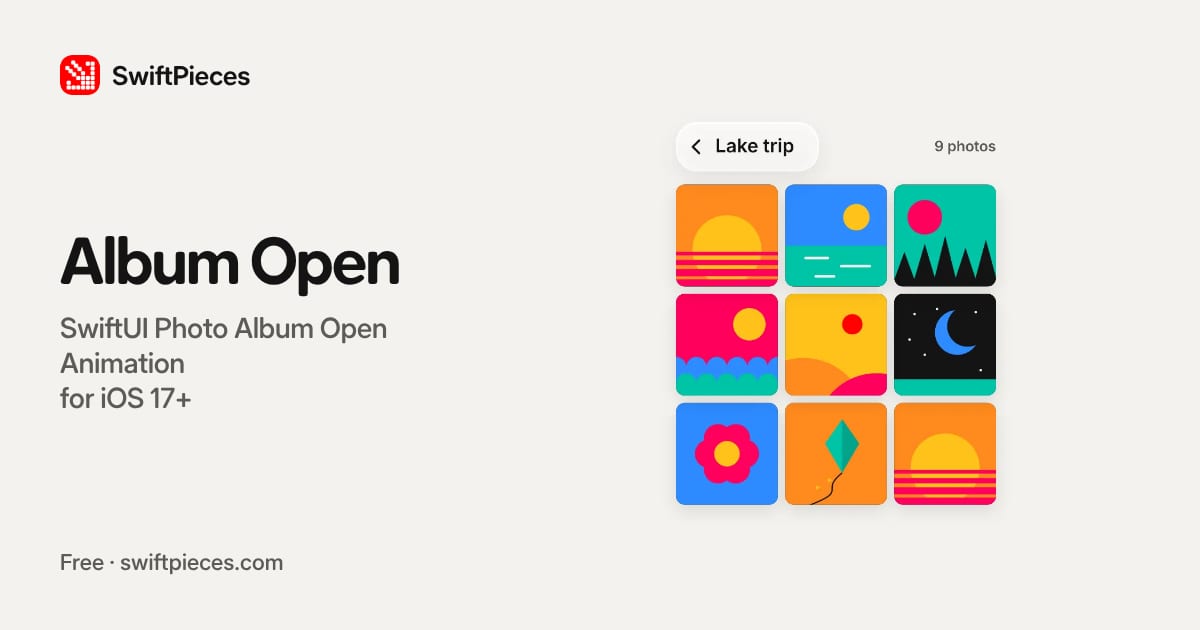 SwiftPieces
Album Open
SwiftUI Photo Album Open
Animation
for iOS 17+
Free · swiftpieces.com
Lake trip
9 photos